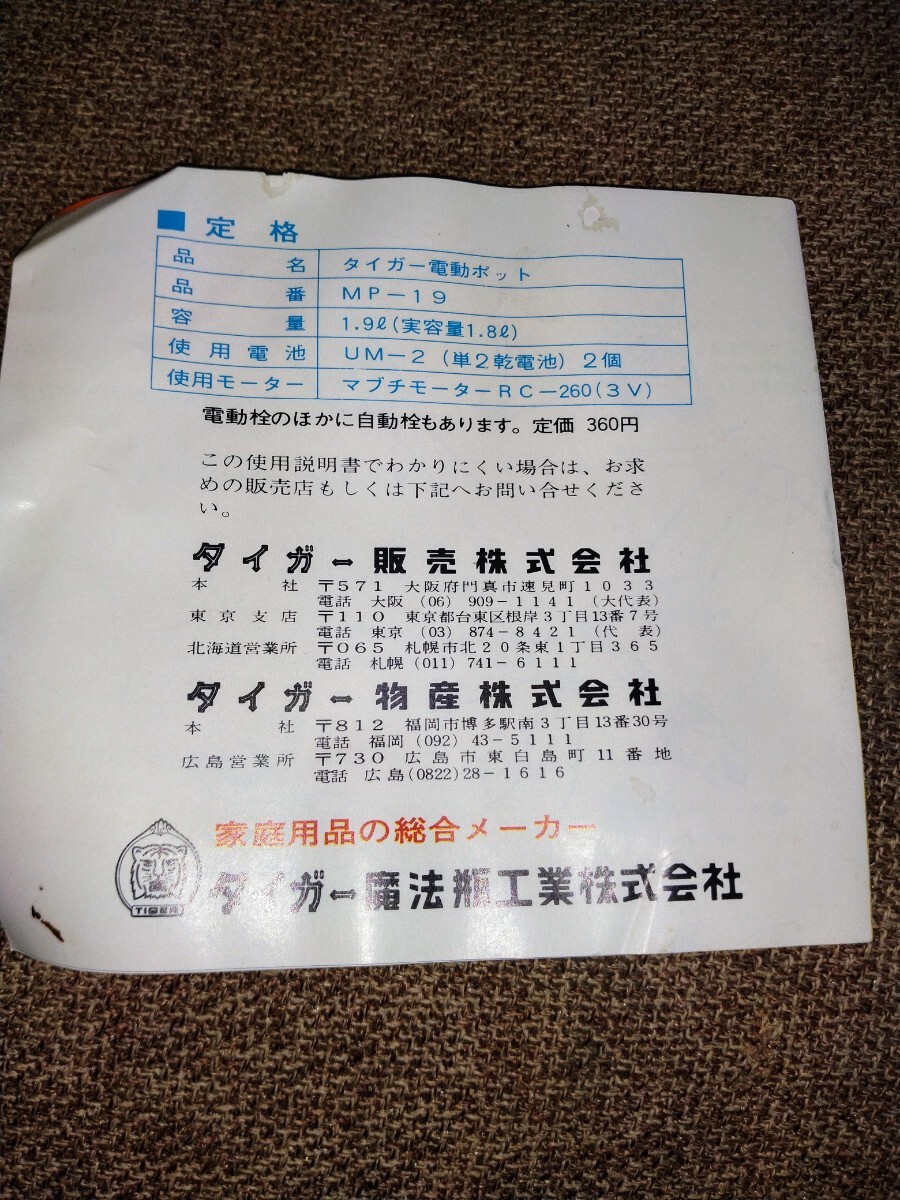 ■ 定格
品名 タイガー電動ポット
品番 MP-19
容量 1.9ℓ(実容量1.8ℓ)
使用電池 UM-2(単2乾電池)2個
使用モーター マブチモーターRC-260(3V)
電動栓のほかに自動栓もあります。定価 360円
この使用説明書でわかりにくい場合は、お求
めの販売店もしくは下記へお問い合せくださ
い。
タイガー販売株式会社
本社 〒571 大阪府門真市速見町1033
電話 大阪 (06) 909-1141 (大代表)
東京支店 〒110 東京都台東区根岸3丁目13番7号
電話 東京 (03) 874-8421 (代表)
北海道営業所 〒065 札幌市北20条東1丁目365
電話 札幌 (011) 741-6111
タイガー物産株式会社
本社 〒812 福岡市博多駅南3丁目13番30号
電話 福岡 (092) 43-5111
広島営業所 〒730 広島市東白島町11番地
電話 広島 (0822) 28-1616
家庭用品の総合メーカー
タイガー魔法瓶工業株式会社
TIGER